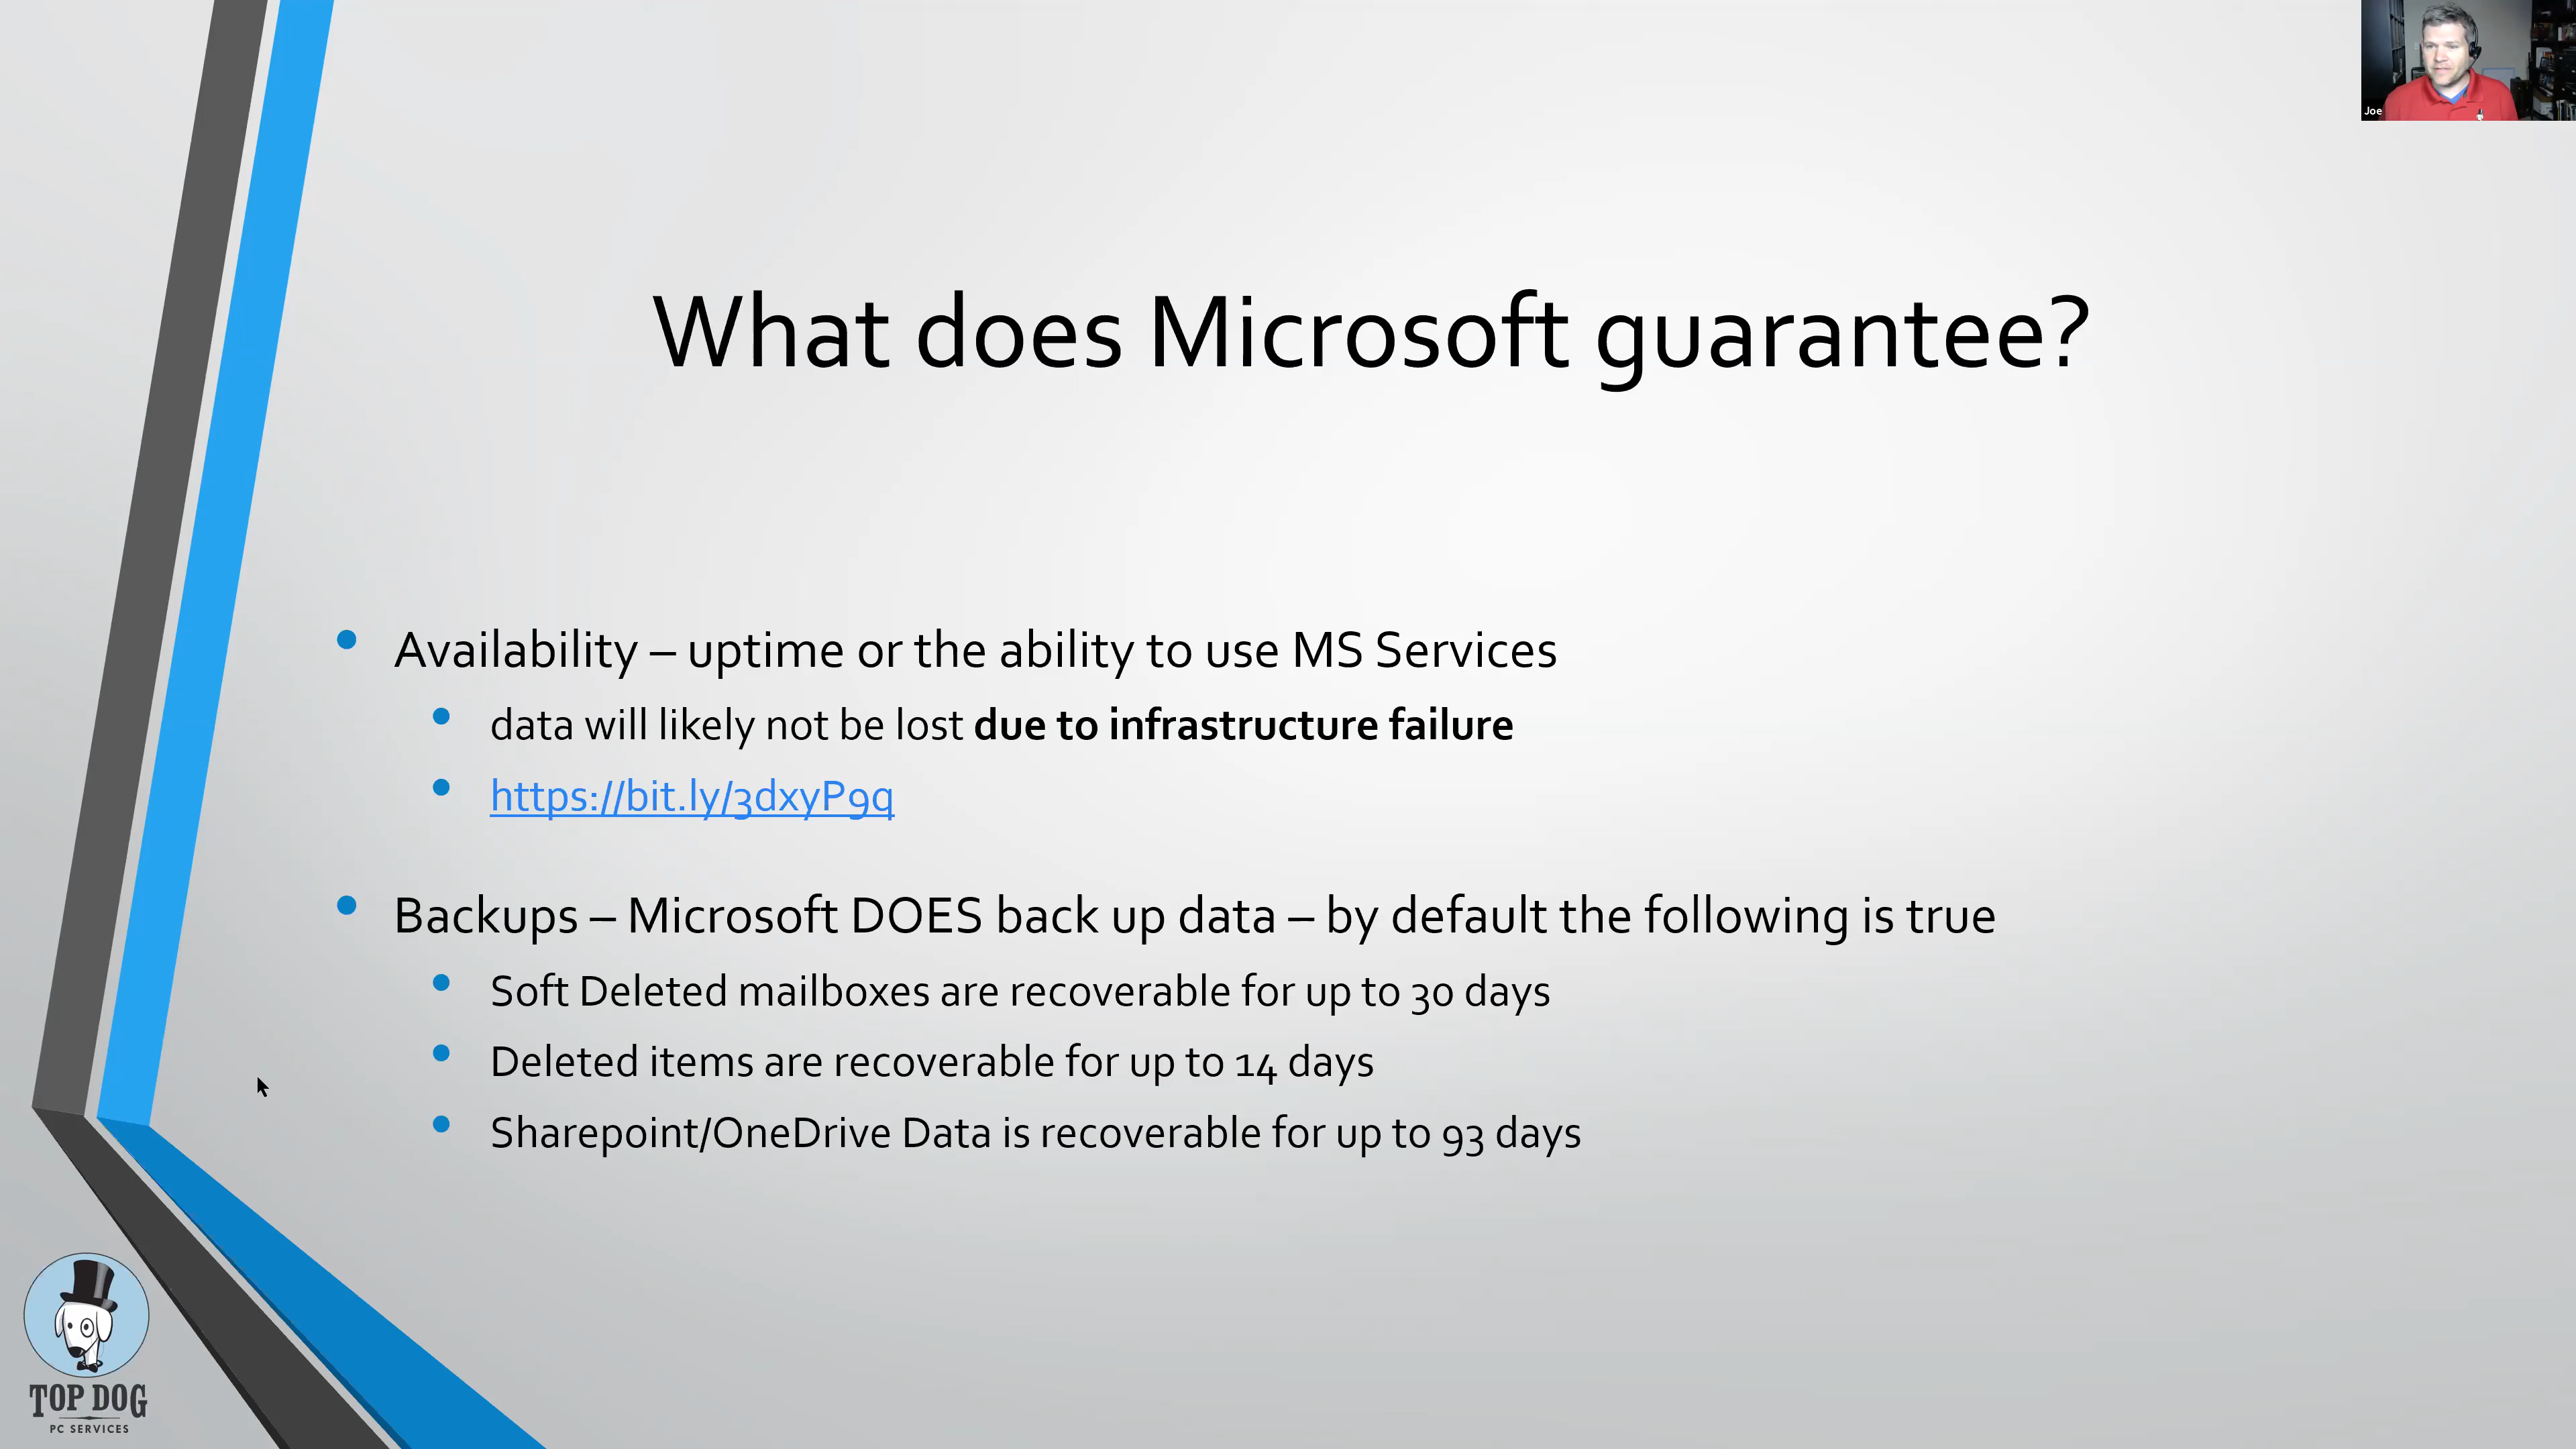 Joe
What does Microsoft guarantee?
Availability – uptime or the ability to use MS Services
data will likely not be lost due to infrastructure failure
https://bit.ly/3dxyP9q
Backups – Microsoft DOES back up data – by default the following is true
Soft Deleted mailboxes are recoverable for up to 30 days
Deleted items are recoverable for up to 14 days
Sharepoint/OneDrive Data is recoverable for up to 93 days
TOP DOG
PC SERVICES